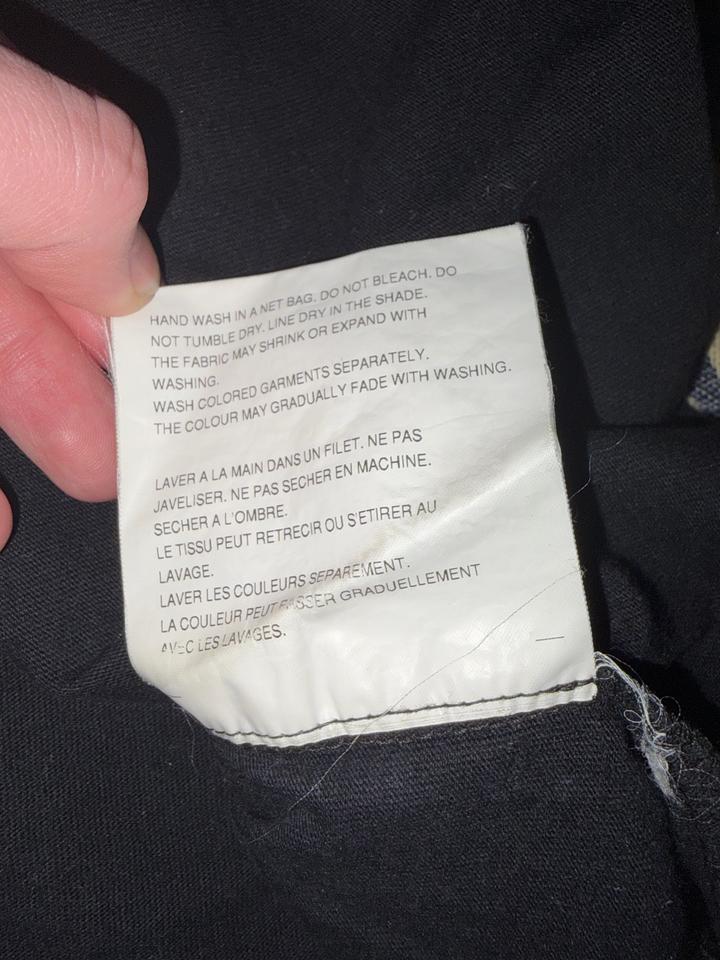 HAND WASH IN A NET BAG. DO NOT BLEACH. DO
NOT TUMBLE DRY. LINE DRY IN THE SHADE.
THE FABRIC MAY SHRINK OR EXPAND WITH
WASHING.
WASH COLORED GARMENTS SEPARATELY.
THE COLOUR MAY GRADUALLY FADE WITH WASHING.
LAVER A LA MAIN DANS UN FILET. NE PAS
JAVELISER. NE PAS SECHER EN MACHINE.
SECHER A L'OMBRE.
LE TISSU PEUT RETRECIR OU S'ETIRER AU
LAVAGE.
LAVER LES COULEURS SEPAREMENT.
LA COULEUR PEUT PASSER GRADUELLEMENT
AVEC LES LAVAGES.